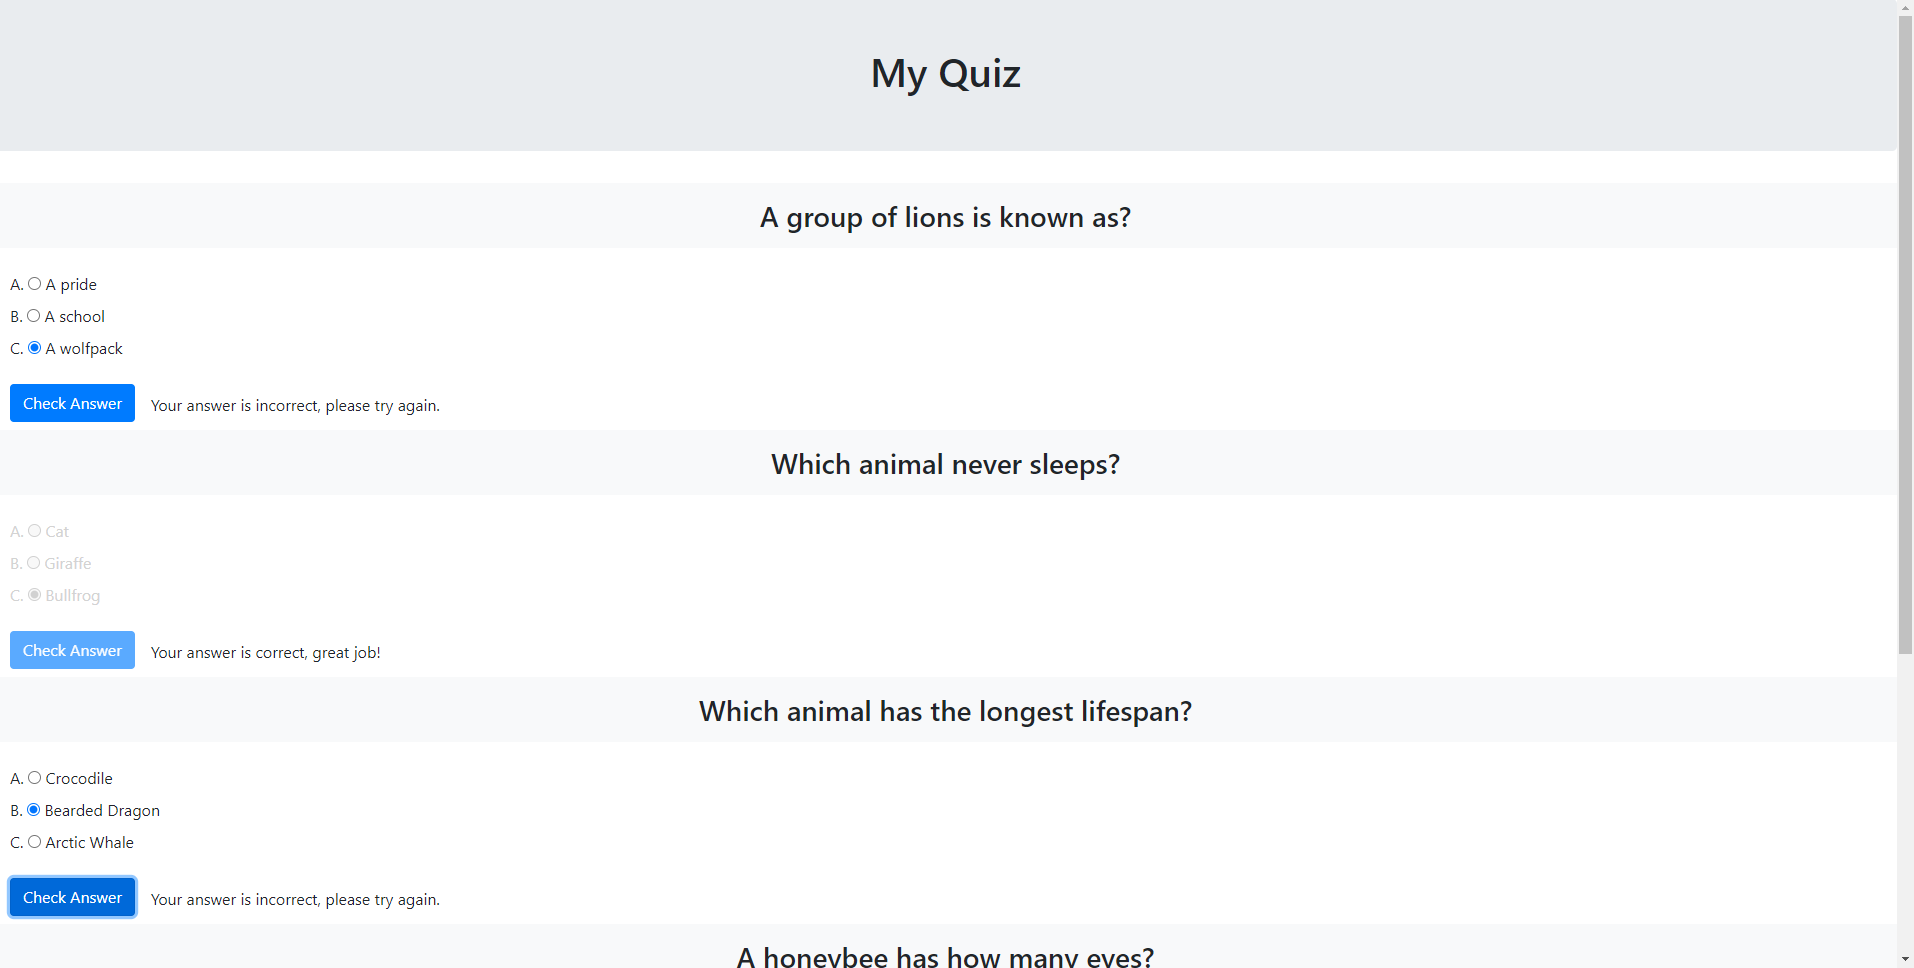 My Quiz
A group of lions is known as?
A. A pride
B. A school
C. A wolfpack
Check Answer Your answer is incorrect, please try again.
Which animal never sleeps?
A. Cat
B. Giraffe
C. Bullfrog
Check Answer Your answer is correct, great job!
Which animal has the longest lifespan?
A. Crocodile
B. Bearded Dragon
C. Arctic Whale
Check Answer Your answer is incorrect, please try again.
A honeybee has how many eyes?